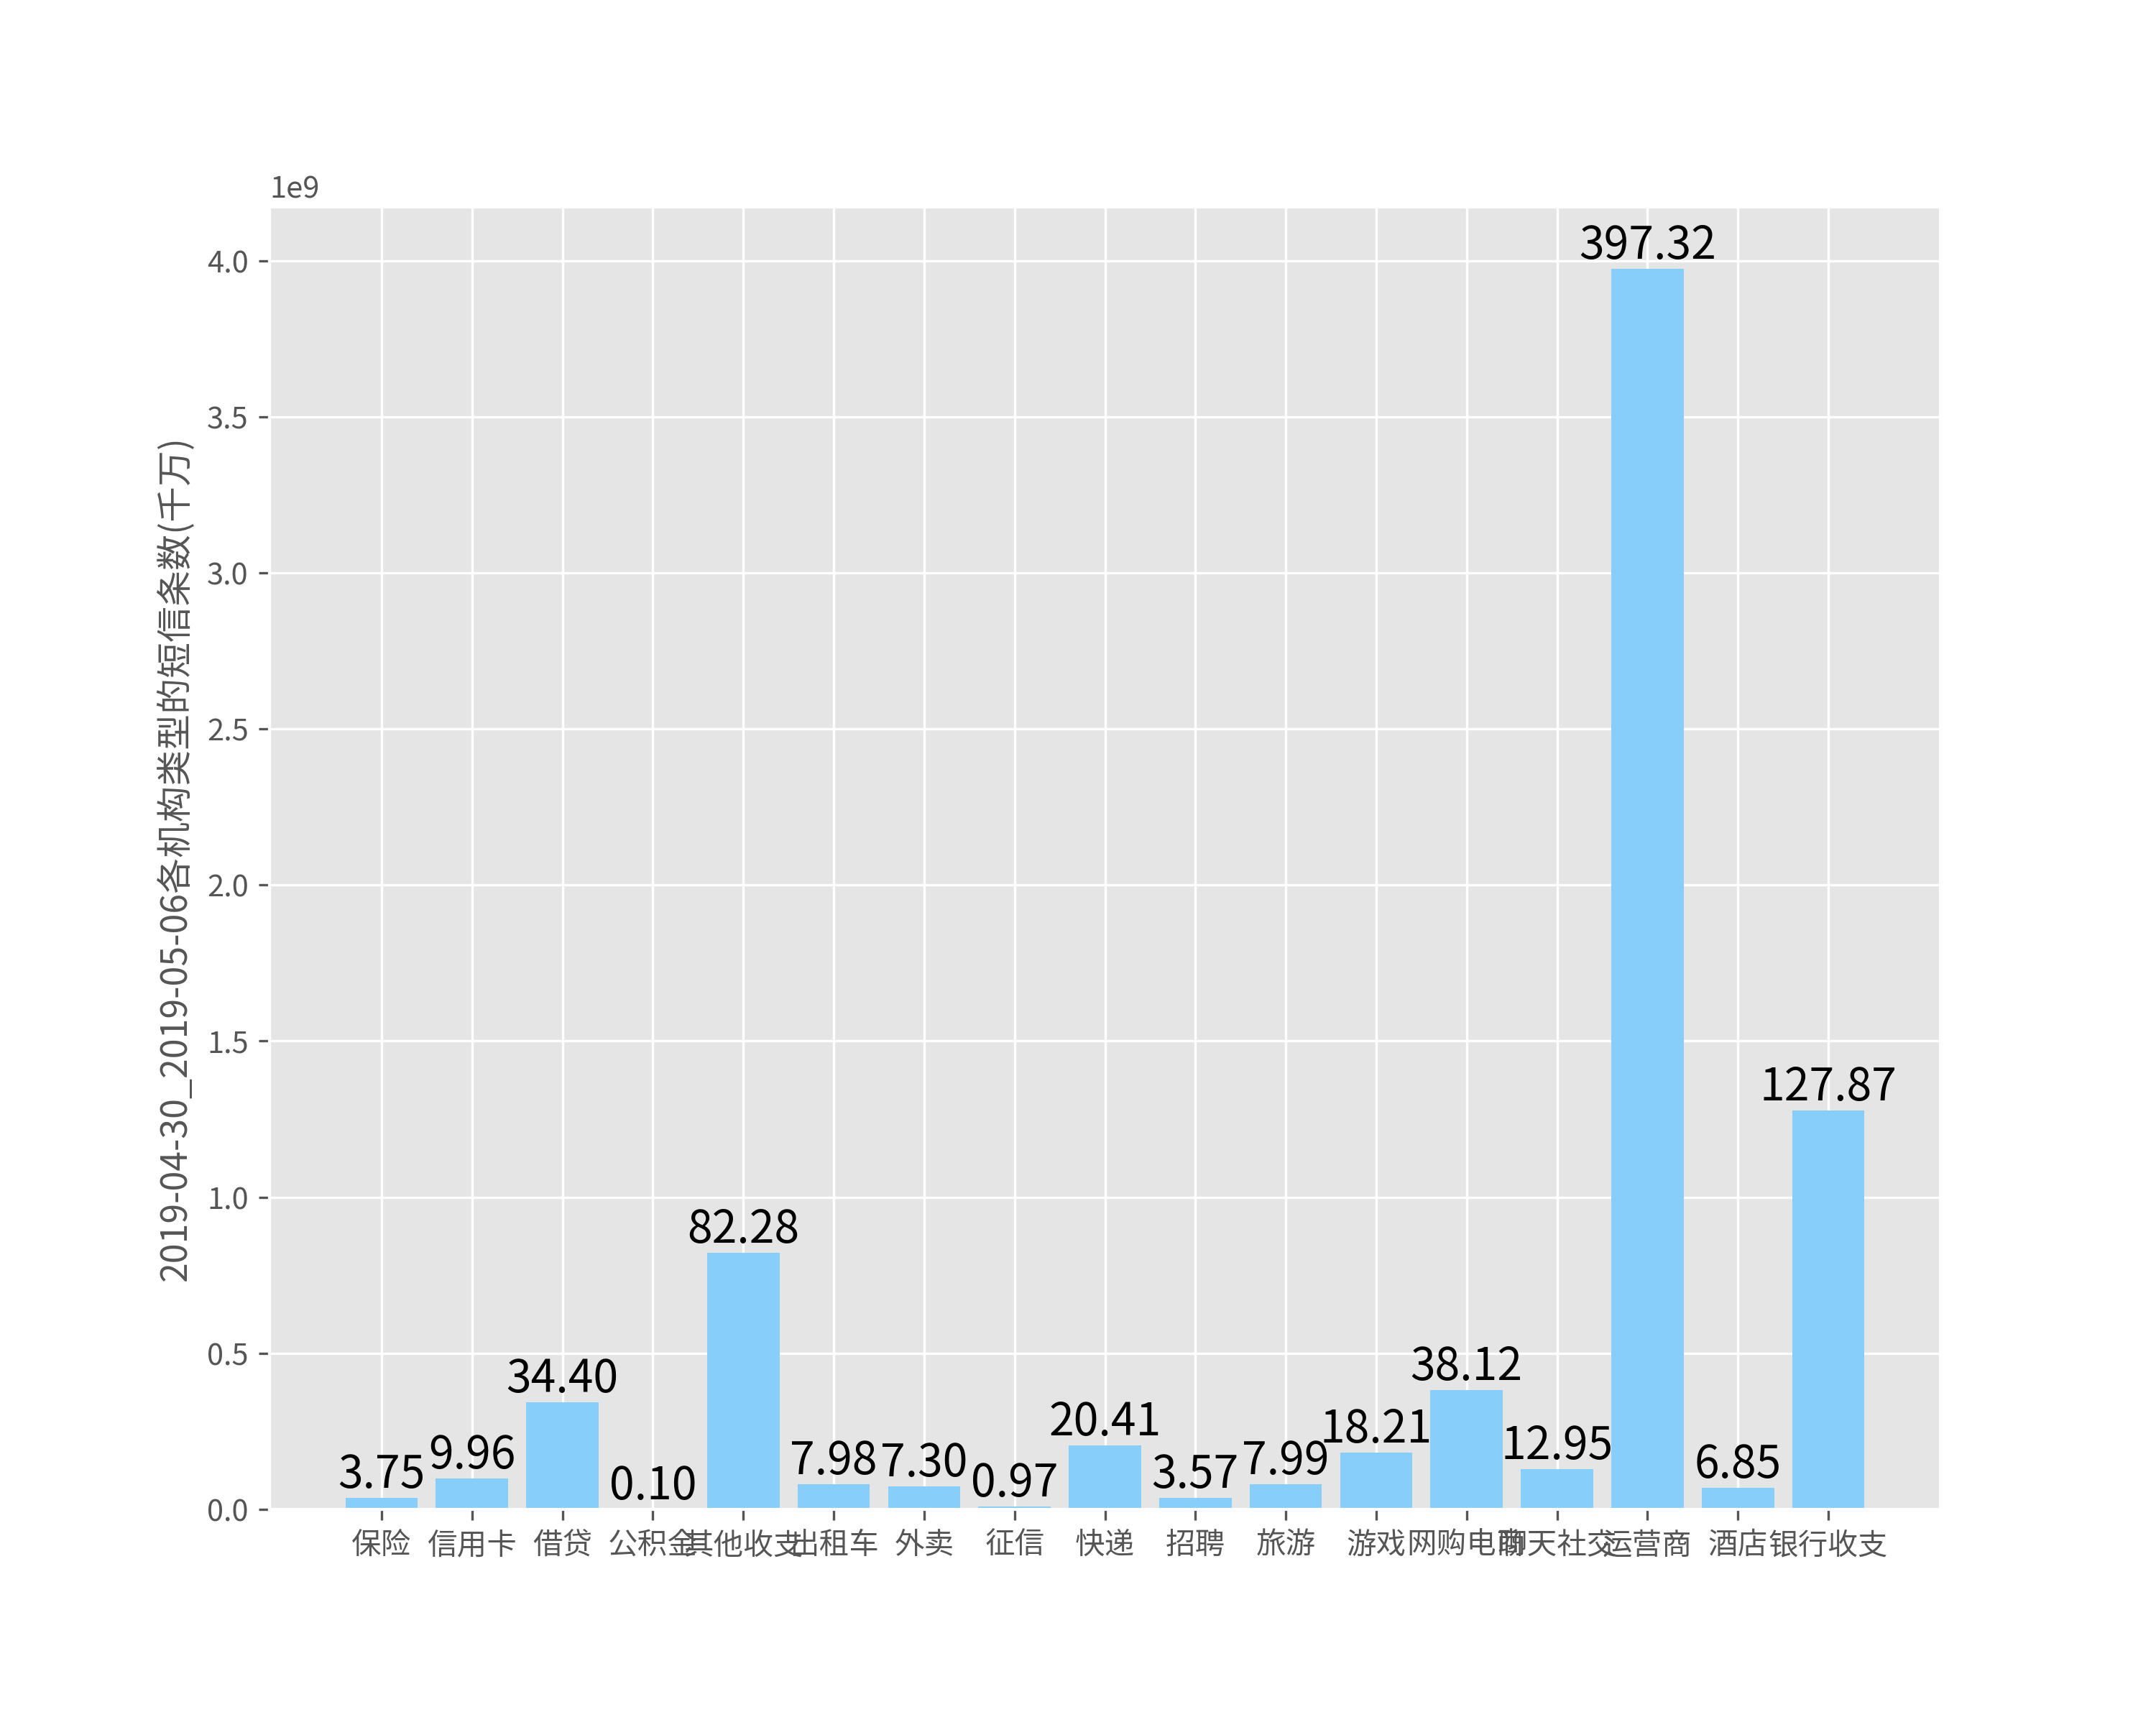 1e9
4.0
3.5
3.0
2.5
2.0
1.5
1.0
0.5
0.0
2019-04-30_2019-05-06各机构类型的短信条数(千万)
3.75
9.96
34.40
0.10
82.28
7.98
7.30
0.97
20.41
3.57
7.99
18.21
38.12
12.95
397.32
6.85
127.87
保险
信用卡
借贷
公积金
其他收支
出租车
外卖
征信
快递
招聘
旅游
游戏
网购电商
聊天社交
运营商
酒店
银行收支